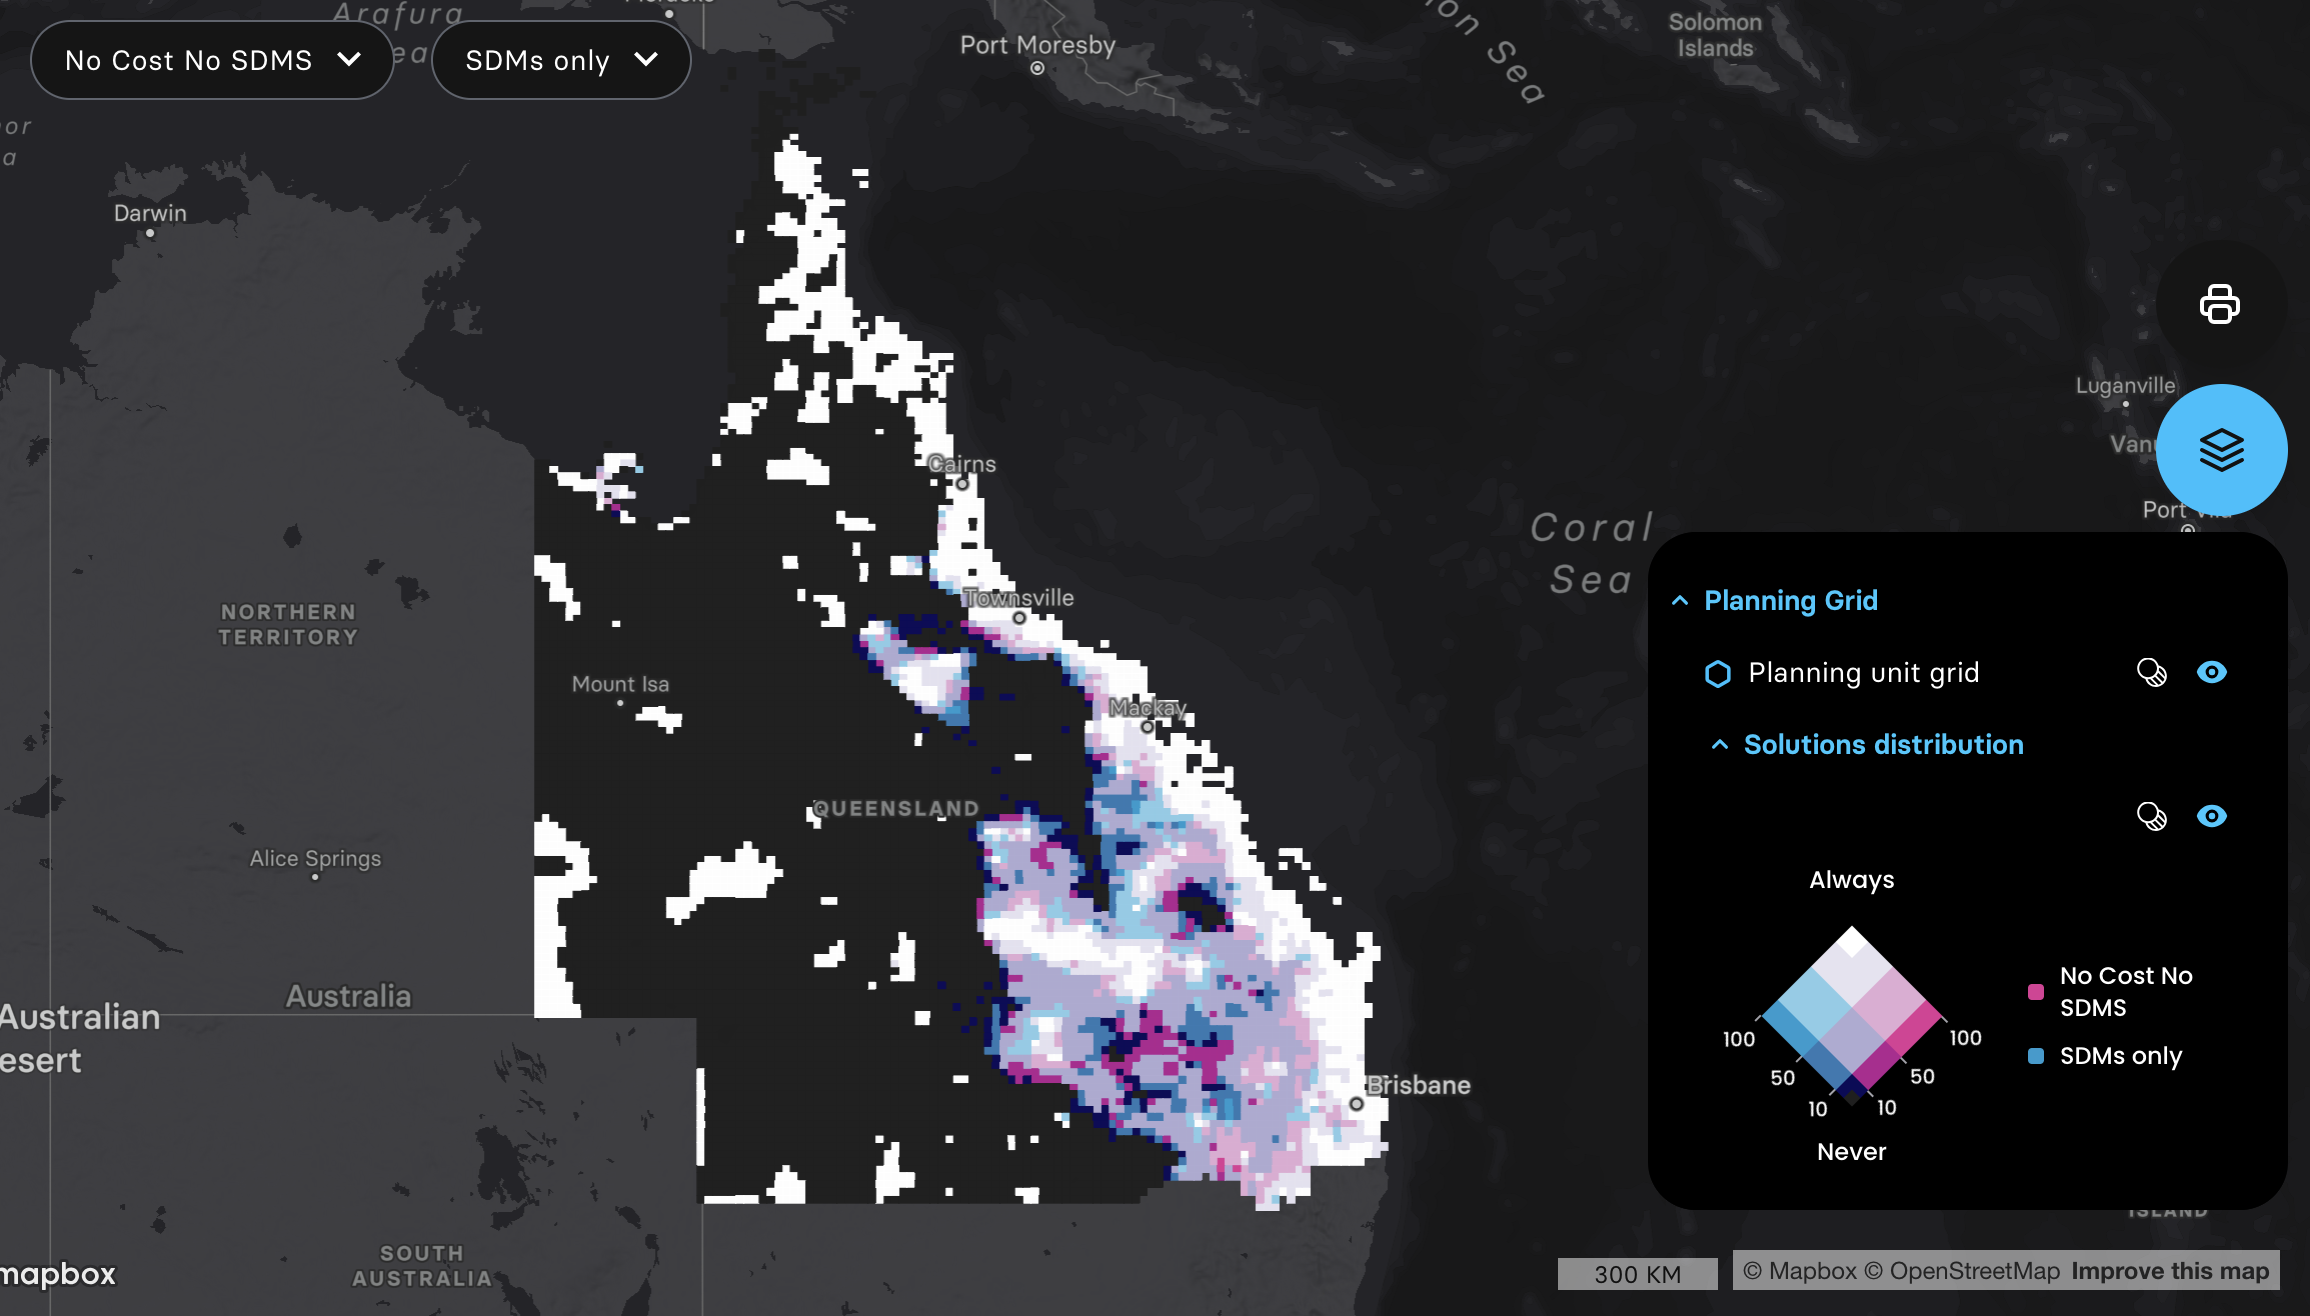 Arafura
No Cost No SDMS
ea
SDMs only
Port Moresby
Solomon
Islands
on Sea
or
a
Darwin
Luganville
Cairns
Port Vila
Coral
Sea
Townsville
NORTHERN
TERRITORY
Planning Grid
Planning unit grid
Mount Isa
Mackay
Solutions distribution
QUEENSLAND
Alice Springs
Always
Australia
Australian
esert
No Cost No
SDMS
100
100
SDMs only
50
50
10
10
Brisbane
Never
ISLAND
SOUTH
AUSTRALIA
mapbox
300 KM
© Mapbox © OpenStreetMap Improve this map